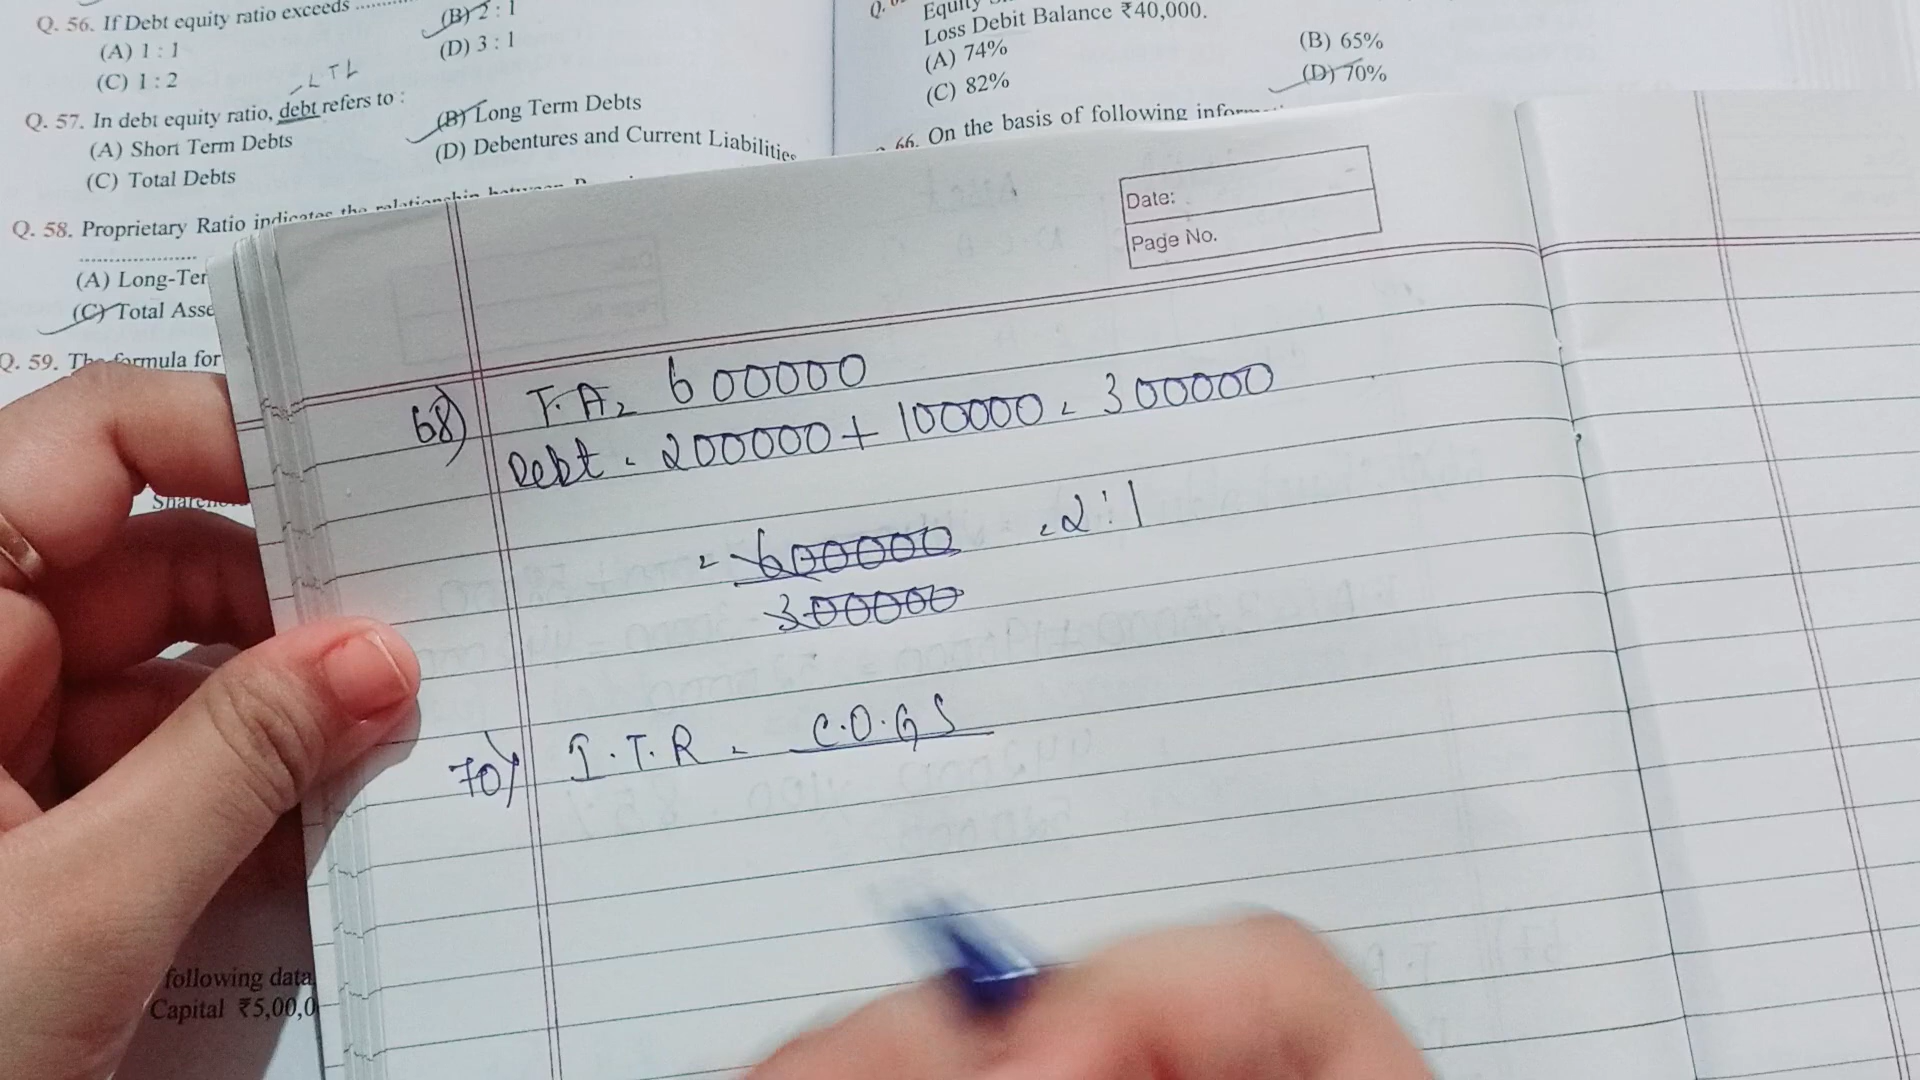 Q. 56. If Debt equity ratio exceeds ..........
(A) 1 : 1
(B) 2 : 1
(C) 1 : 2
(D) 3 : 1
LTL
Q. 57. In debt equity ratio, debt refers to :
(A) Short Term Debts
(B) Long Term Debts
(C) Total Debts
(D) Debentures and Current Liabilities
Q. 58. Proprietary Ratio indicates the relationship between
(A) Long-Ter
(C) Total Asse
Q. 59. The formula for
Loss Debit Balance ₹40,000.
(A) 74%
(B) 65%
(C) 82%
(D) 70%
66. On the basis of following
Date:
Page No.
68) T.A = 600000
Debt = 200000 + 100000 = 300000
= 600000 = 2:1
300000
70) I.T.R = C.O.G.S
following data
Capital ₹5,00,0